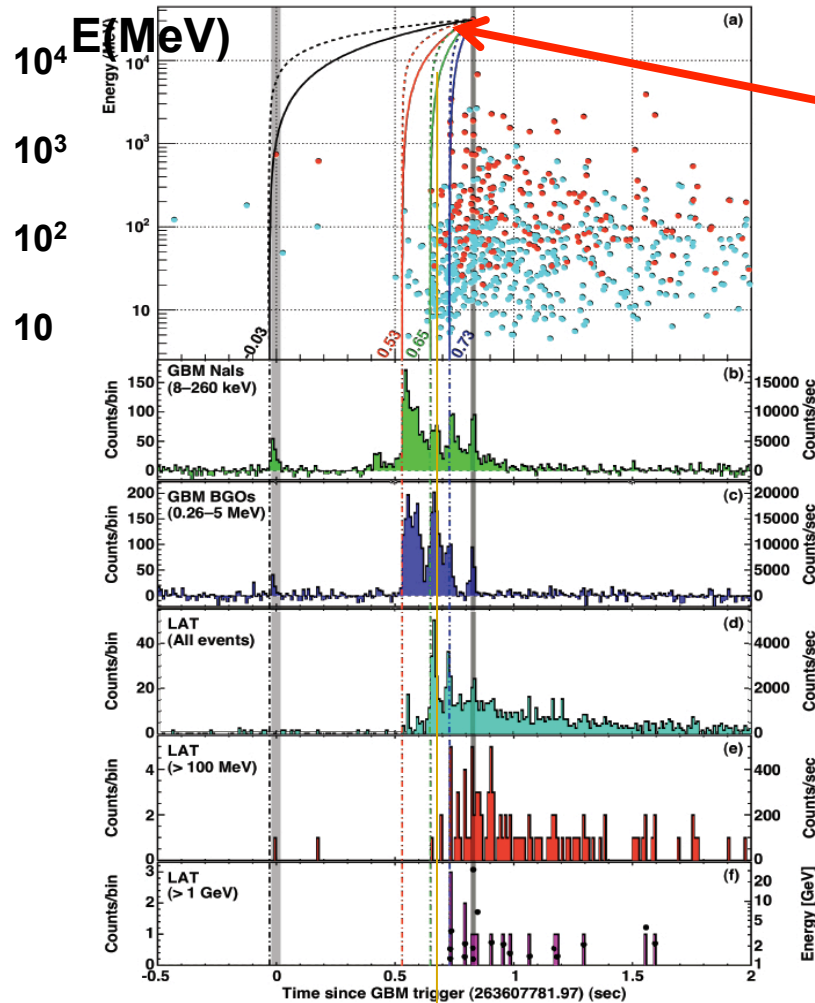 E(MeV)
(a)
10⁴
10⁴
10³
10³
10²
10²
10
10
-0.03
0.53
0.65
0.73
GBM NaIs
(8–260 keV)
(b)
Counts/bin
150
100
50
0
15000
10000
5000
0
Counts/sec
GBM BGOs
(0.26–5 MeV)
(c)
Counts/bin
200
150
100
50
0
20000
15000
10000
5000
0
Counts/sec
LAT
(All events)
(d)
Counts/bin
40
20
0
4000
2000
0
Counts/sec
LAT
(> 100 MeV)
(e)
Counts/bin
4
2
0
400
200
0
Counts/sec
LAT
(> 1 GeV)
(f)
Counts/bin
3
2
1
0
20
10
5
2
1
Energy [GeV]
-0.5 0 0.5 1 1.5 2
Time since GBM trigger (263607781.97) (sec)